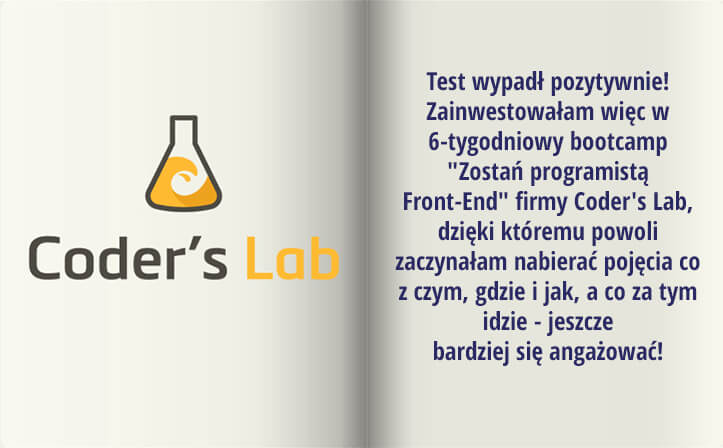 Coder's Lab
Test wypadł pozytywnie!
Zainwestowałam więc w
6-tygodniowy bootcamp
"Zostań programistą
Front-End" firmy Coder's Lab,
dzięki któremu powoli
zaczynałam nabierać pojęcia co
z czym, gdzie i jak, a co za tym
idzie - jeszcze
bardziej się angażować!